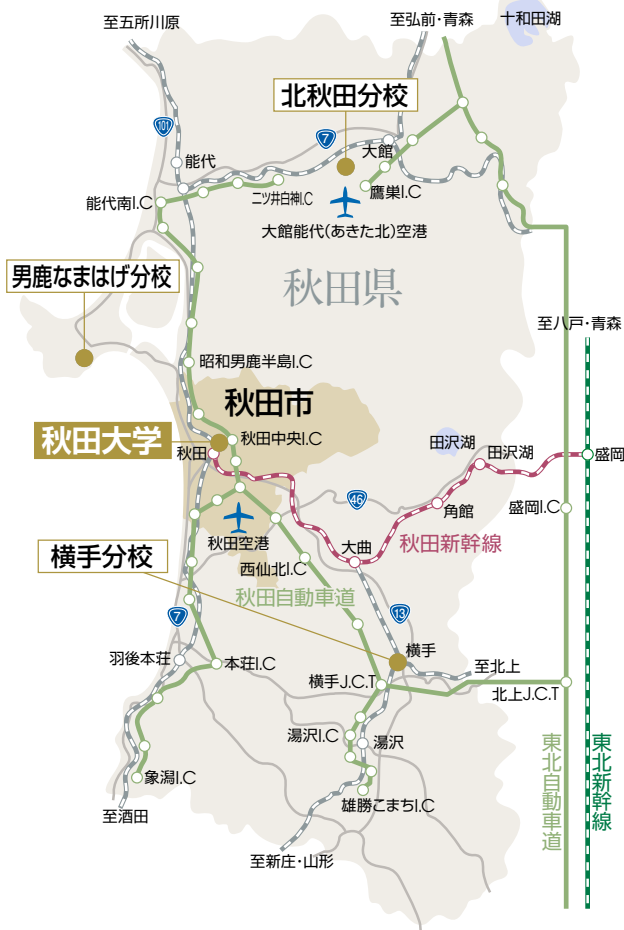 至五所川原
至弘前・青森
十和田湖
北秋田分校
101
7
大館
能代
能代南I.C
二ツ井白神I.C
鷹巣I.C
大館能代(あきた北)空港
男鹿なまはげ分校
秋田県
至八戸・青森
昭和男鹿半島I.C
秋田市
秋田大学
秋田中央I.C
秋田
田沢湖
田沢湖
盛岡
46
角館
盛岡I.C
秋田空港
大曲
秋田新幹線
横手分校
西仙北I.C
秋田自動車道
7
13
羽後本荘
本荘I.C
横手
至北上
横手J.C.T
北上J.C.T
湯沢I.C
湯沢
象潟I.C
雄勝こまちI.C
至酒田
至新庄・山形
東北自動車道
東北新幹線